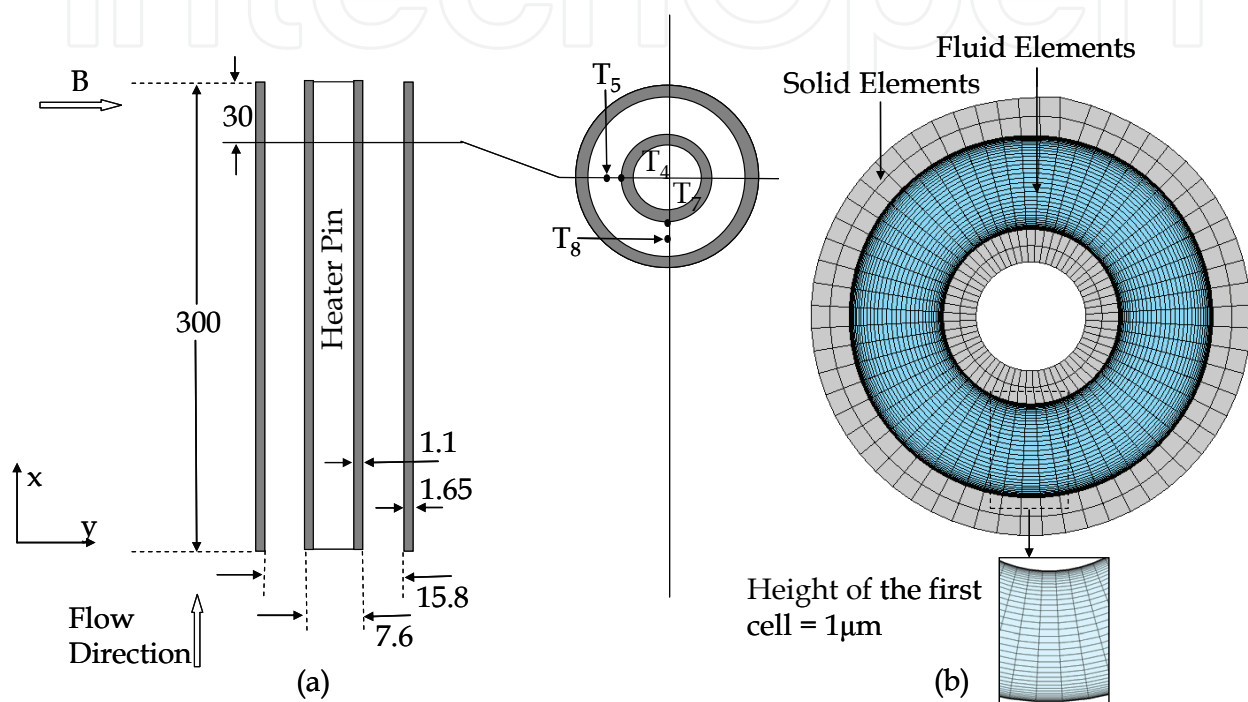 B
30
300
Heater Pin
1.1
1.65
15.8
7.6
x
y
Flow
Direction
(a)
T5
T4
T7
T8
Fluid Elements
Solid Elements
Height of the first
cell = 1µm
(b)